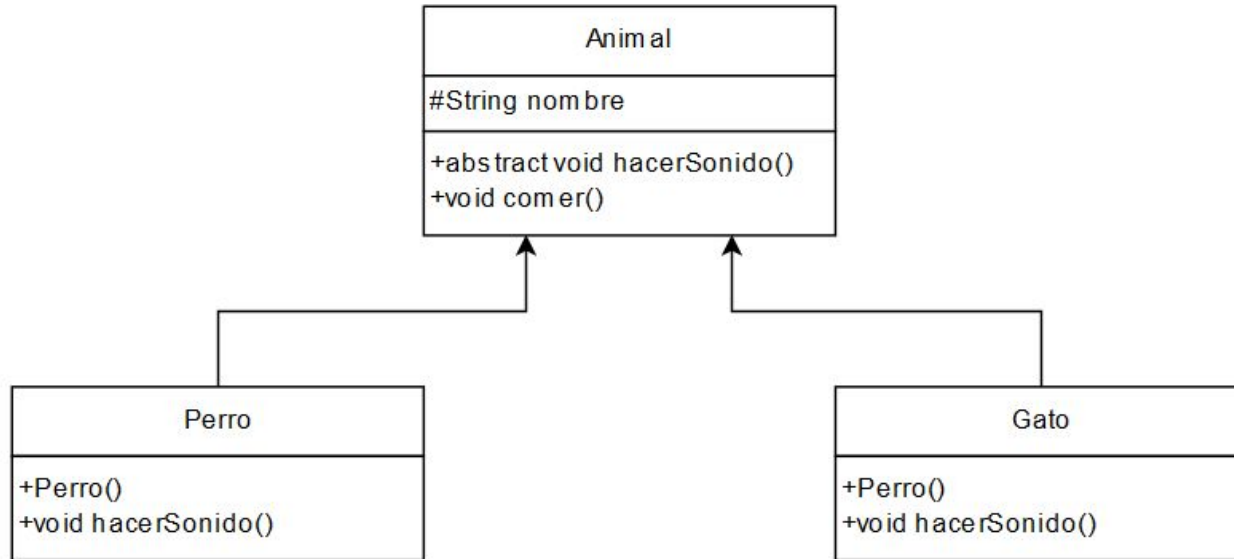 Animal
#String nombre
+abstract void hacerSonido()
+void comer()
Perro
+Perro()
+void hacerSonido()
Gato
+Perro()
+void hacerSonido()